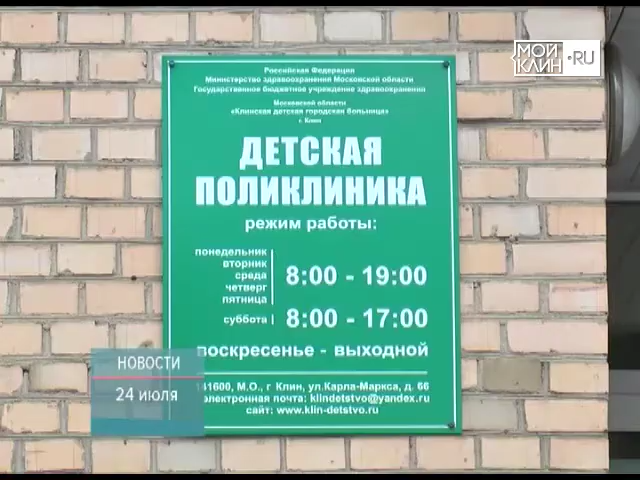 МОЙ
КЛИН .RU
Российская Федерация
Министерство здравоохранения Московской области
Государственное бюджетное учреждение здравоохранения
Московской области
«Клинская детская городская больница»
г. Клин
ДЕТСКАЯ
ПОЛИКЛИНИКА
режим работы:
понедельник
вторник
среда
четверг
пятница
8:00 - 19:00
суббота 8:00 - 17:00
воскресенье - выходной
141600, М.О., г Клин, ул.Карла-Маркса, д. 66
электронная почта: klindetstvo@yandex.ru
сайт: www.klin-detstvo.ru
НОВОСТИ
24 июля